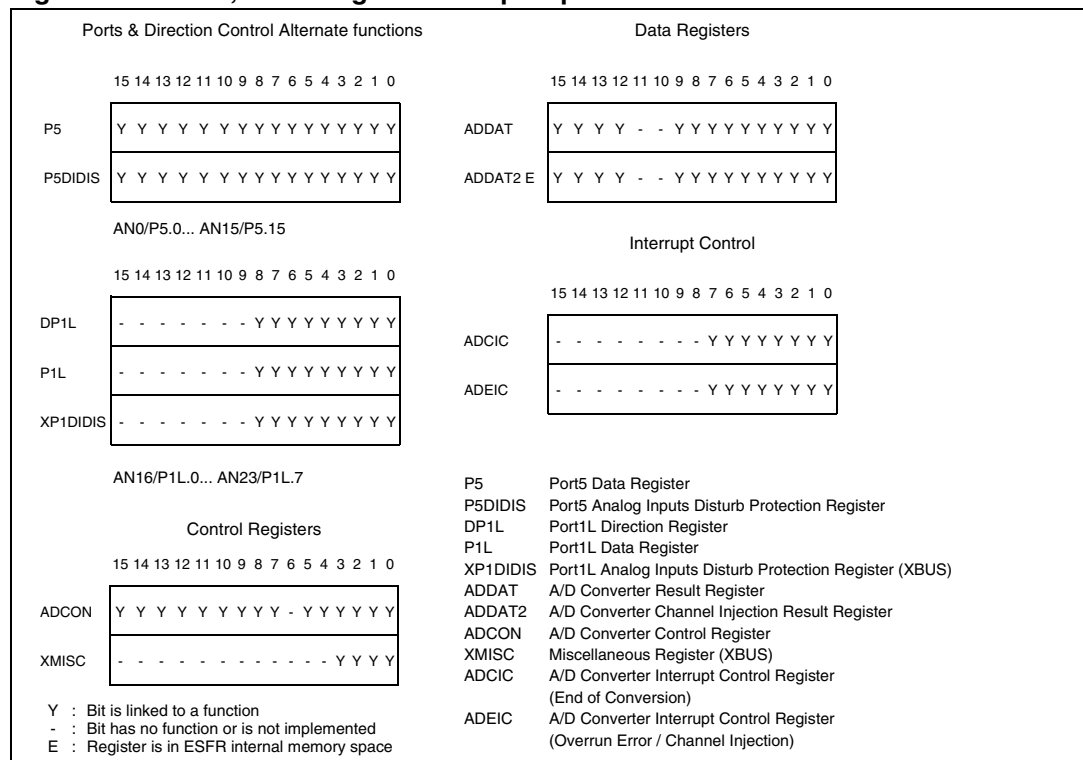 Ports & Direction Control Alternate functions
15 14 13 12 11 10 9 8 7 6 5 4 3 2 1 0
P5 Y Y Y Y Y Y Y Y Y Y Y Y Y Y Y Y
P5DIDIS Y Y Y Y Y Y Y Y Y Y Y Y Y Y Y Y
AN0/P5.0... AN15/P5.15
15 14 13 12 11 10 9 8 7 6 5 4 3 2 1 0
DP1L - - - - - - - Y Y Y Y Y Y Y Y Y
P1L - - - - - - - Y Y Y Y Y Y Y Y Y
XP1DIDIS - - - - - - - Y Y Y Y Y Y Y Y Y
AN16/P1L.0... AN23/P1L.7
Control Registers
15 14 13 12 11 10 9 8 7 6 5 4 3 2 1 0
ADCON Y Y Y Y Y Y Y Y Y - Y Y Y Y Y Y
XMISC - - - - - - - - - - - - Y Y Y Y
Y : Bit is linked to a function
- : Bit has no function or is not implemented
E : Register is in ESFR internal memory space
Data Registers
15 14 13 12 11 10 9 8 7 6 5 4 3 2 1 0
ADDAT Y Y Y Y - - Y Y Y Y Y Y Y Y Y Y
ADDAT2 E Y Y Y Y - - Y Y Y Y Y Y Y Y Y Y
Interrupt Control
15 14 13 12 11 10 9 8 7 6 5 4 3 2 1 0
ADCIC - - - - - - - - Y Y Y Y Y Y Y Y
ADEIC - - - - - - - - Y Y Y Y Y Y Y Y
P5 Port5 Data Register
P5DIDIS Port5 Analog Inputs Disturb Protection Register
DP1L Port1L Direction Register
P1L Port1L Data Register
XP1DIDIS Port1L Analog Inputs Disturb Protection Register (XBUS)
ADDAT A/D Converter Result Register
ADDAT2 A/D Converter Channel Injection Result Register
ADCON A/D Converter Control Register
XMISC Miscellaneous Register (XBUS)
ADCIC A/D Converter Interrupt Control Register
(End of Conversion)
ADEIC A/D Converter Interrupt Control Register
(Overrun Error / Channel Injection)